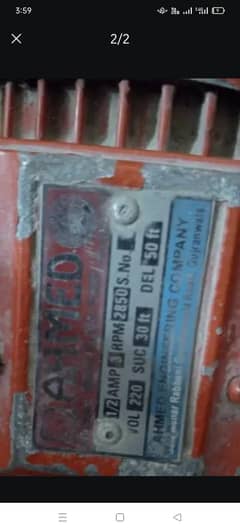 3:59
2/2
AHMED
1/2 AMP RPM 2850 S.No.
VOL 220 SUC 30 ft DEL 50 ft
AHMED ENGINEERING COMPANY
Gujranwala